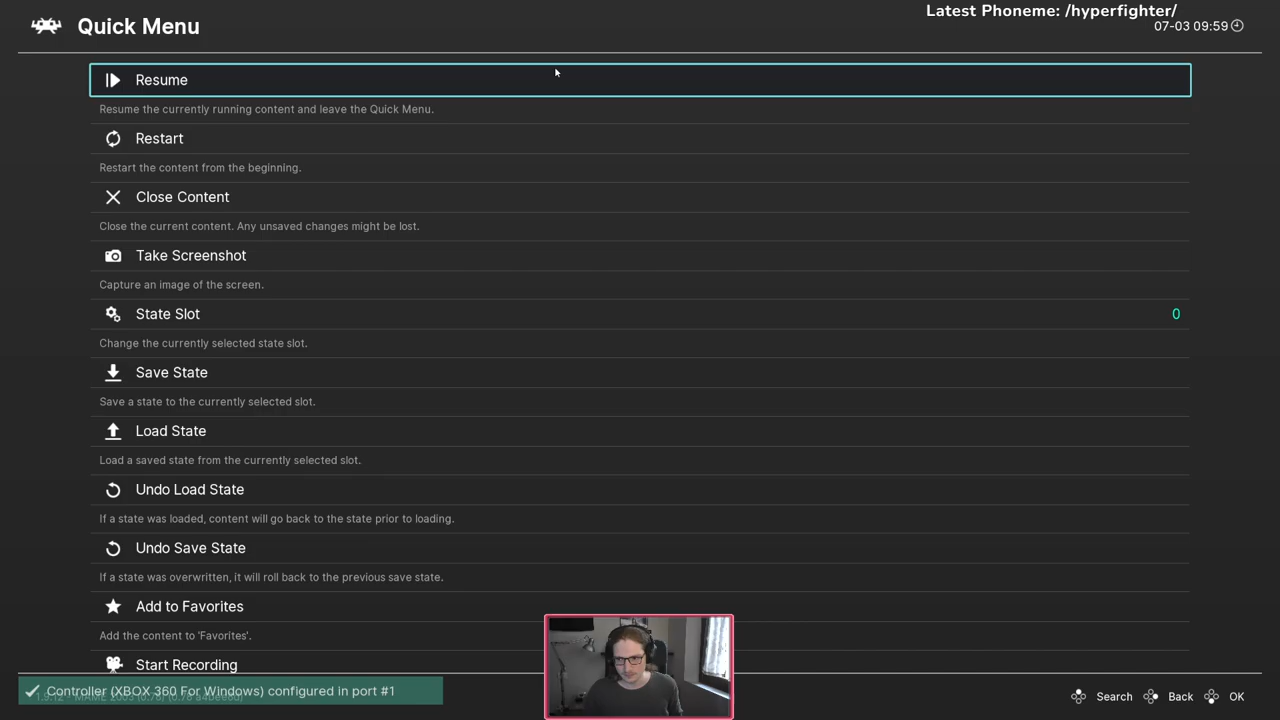 Latest Phoneme: /hyperfighter/
Quick Menu
07-03 09:59
Resume
Resume the currently running content and leave the Quick Menu.
Restart
Restart the content from the beginning.
Close Content
Close the current content. Any unsaved changes might be lost.
Take Screenshot
Capture an image of the screen.
State Slot 0
Change the currently selected state slot.
Save State
Save a state to the currently selected slot.
Load State
Load a saved state from the currently selected slot.
Undo Load State
If a state was loaded, content will go back to the state prior to loading.
Undo Save State
If a state was overwritten, it will roll back to the previous save state.
Add to Favorites
Add the content to 'Favorites'.
Start Recording
Controller (XBOX 360 For Windows) configured in port #1
Search Back OK